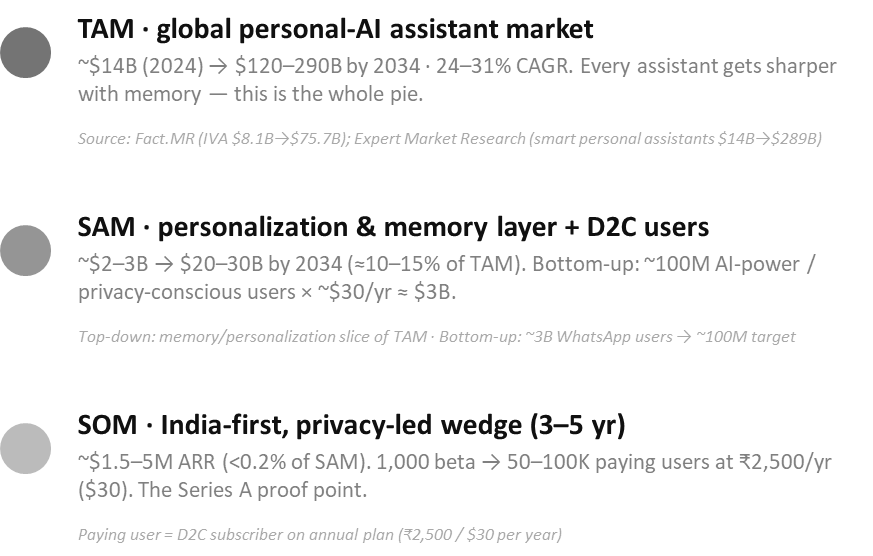 TAM · global personal-AI assistant market
~$14B (2024) → $120–290B by 2034 · 24–31% CAGR. Every assistant gets sharper
with memory — this is the whole pie.
Source: Fact.MR (IVA $8.1B→$75.7B); Expert Market Research (smart personal assistants $14B→$289B)
SAM · personalization & memory layer + D2C users
~$2–3B → $20–30B by 2034 (≈10–15% of TAM). Bottom-up: ~100M AI-power /
privacy-conscious users × ~$30/yr ≈ $3B.
Top-down: memory/personalization slice of TAM · Bottom-up: ~3B WhatsApp users → ~100M target
SOM · India-first, privacy-led wedge (3–5 yr)
~$1.5–5M ARR (<0.2% of SAM). 1,000 beta → 50–100K paying users at ₹2,500/yr
($30). The Series A proof point.
Paying user = D2C subscriber on annual plan (₹2,500 / $30 per year)